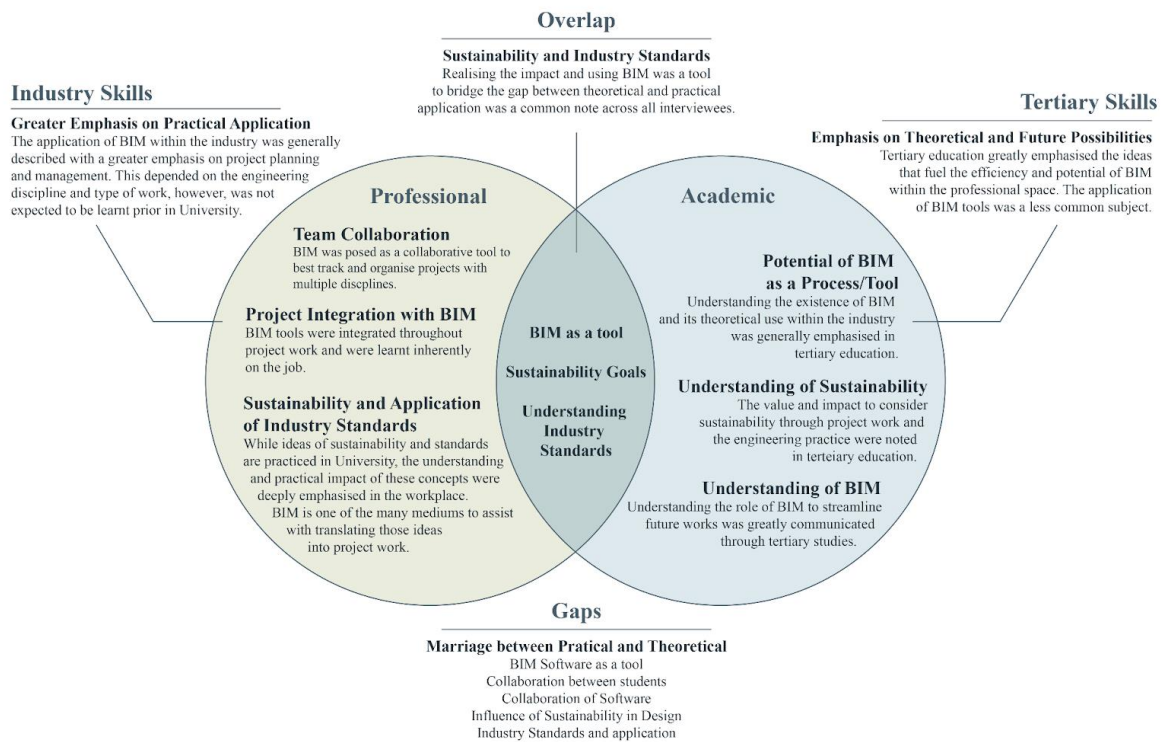 Overlap
Sustainability and Industry Standards
Realising the impact and using BIM was a tool
to bridge the gap between theoretical and practical
application was a common note across all interviewees.
Industry Skills
Greater Emphasis on Practical Application
The application of BIM within the industry was generally
described with a greater emphasis on project planning
and management. This depended on the engineering
discipline and type of work, however, was not
expected to be learnt prior in University.
Tertiary Skills
Emphasis on Theoretical and Future Possibilities
Tertiary education greatly emphasised the ideas
that fuel the efficiency and potential of BIM
within the professional space. The application
of BIM tools was a less common subject.
Professional
Team Collaboration
BIM was posed as a collaborative tool to
best track and organise projects with
multiple discplines.
Project Integration with BIM
BIM tools were integrated throughout
project work and were learnt inherently
on the job.
Sustainability and Application
of Industry Standards
While ideas of sustainability and standards
are practiced in University, the understanding
and practical impact of these concepts were
deeply emphasised in the workplace.
BIM is one of the many mediums to assist
with translating those ideas
into project work.
BIM as a tool
Sustainability Goals
Understanding
Industry
Standards
Academic
Potential of BIM
as a Process/Tool
Understanding the existence of BIM
and its theoretical use within the industry
was generally emphasised in
tertiary education.
Understanding of Sustainability
The value and impact to consider
sustainability through project work and
the engineering practice were noted
in terteiary education.
Understanding of BIM
Understanding the role of BIM to streamline
future works was greatly communicated
through tertiary studies.
Gaps
Marriage between Pratical and Theoretical
BIM Software as a tool
Collaboration between students
Collaboration of Software
Influence of Sustainability in Design
Industry Standards and application